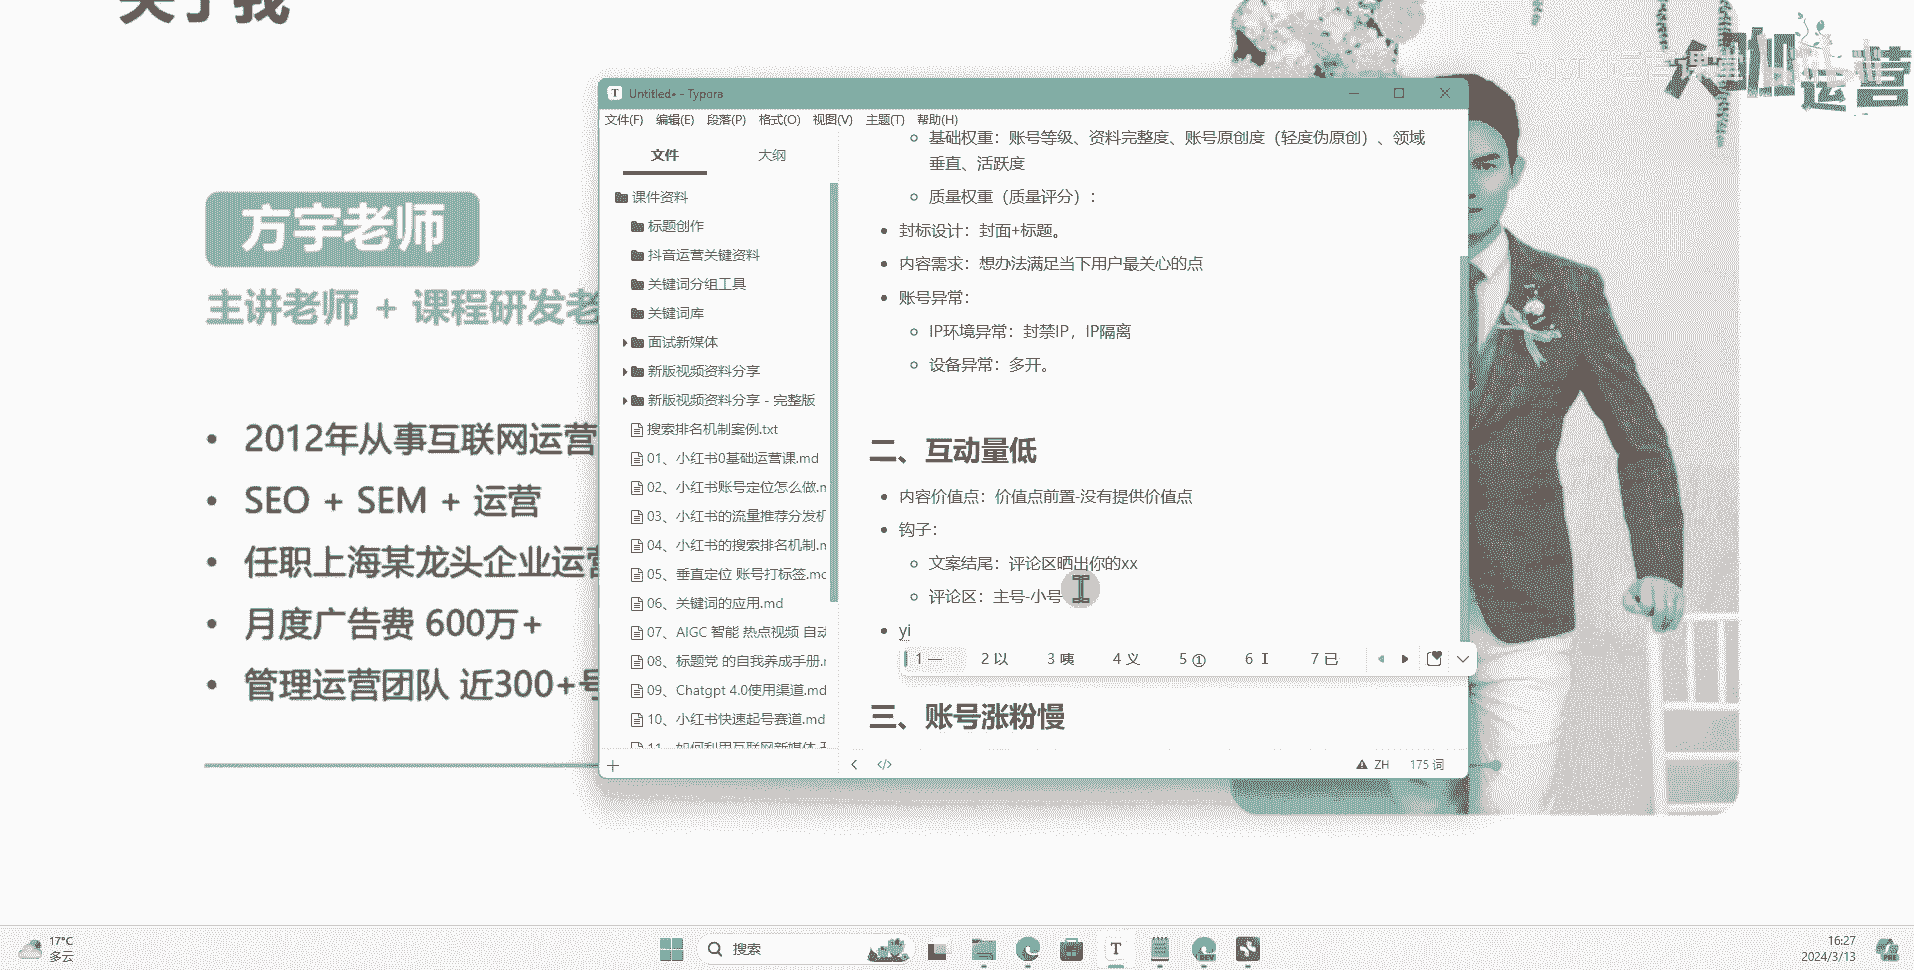 关于我
大咖运营
方宇老师
主讲老师 + 课程研发老
2012年从事互联网运营
SEO + SEM + 运营
任职上海某龙头企业运营
月度广告费 600万+
管理运营团队 近300+号
Untitled• - Typora
文件(F) 编辑(E) 段落(P) 格式(O) 视图(V) 主题(T) 帮助(H)
文件 大纲
课件资料
标题创作
抖音运营关键资料
关键词分组工具
关键词库
面试新媒体
新版视频资料分享
新版视频资料分享 - 完整版
搜索排名机制案例.txt
01、小红书0基础运营课.md
02、小红书账号定位怎么做.m
03、小红书的流量推荐分发机
04、小红书的搜索排名机制.m
05、垂直定位 账号打标签.mc
06、关键词的应用.md
07、AIGC 智能 热点视频 自动
08、标题党 的自我养成手册.r
09、Chatgpt 4.0使用渠道.md
10、小红书快速起号赛道.md
11、如何利用互联网新媒体
基础权重：账号等级、资料完整度、账号原创度（轻度伪原创）、领域
垂直、活跃度
质量权重（质量评分）：
封标设计：封面+标题。
内容需求：想办法满足当下用户最关心的点
账号异常：
IP环境异常：封禁IP，IP隔离
设备异常：多开。
二、互动量低
内容价值点：价值点前置-没有提供价值点
钩子：
文案结尾：评论区晒出你的xx
评论区：主号-小号
yi
1 一 2 以 3 咦 4 义 5 ① 6 I 7 已
三、账号涨粉慢
ZH 175 词
17°C
多云
搜索
16:27
2024/3/13